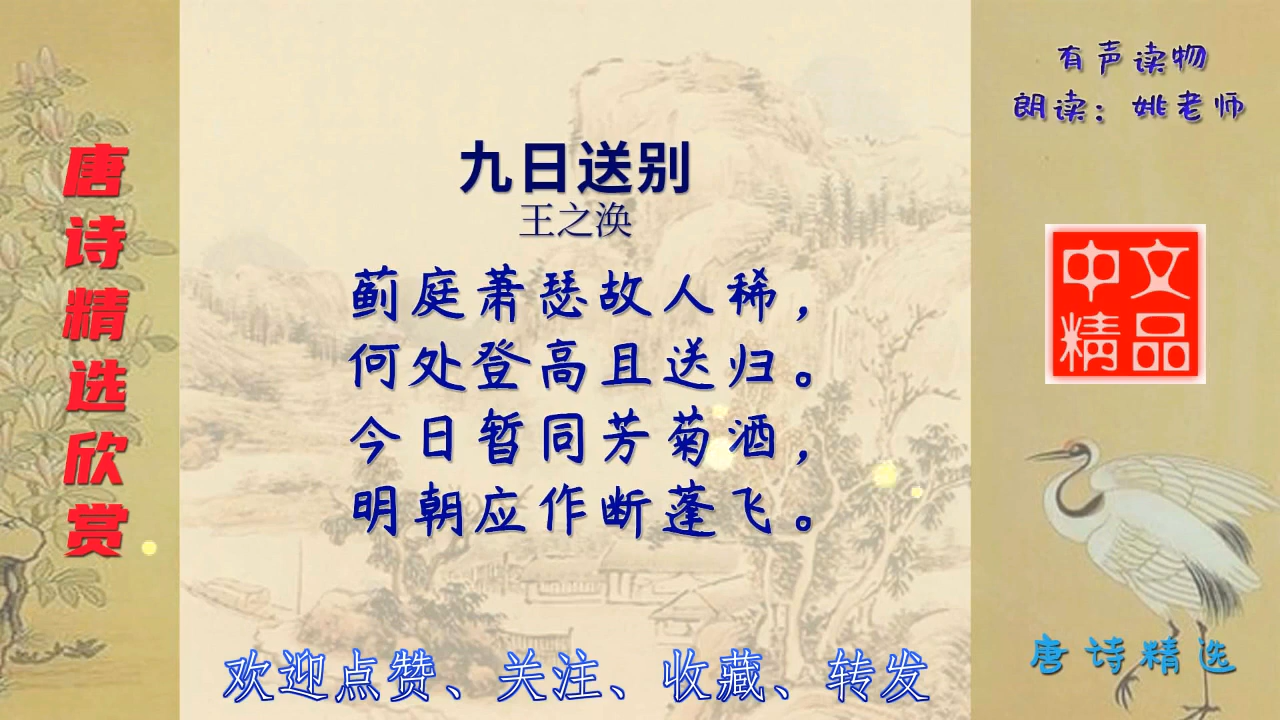 唐诗精选欣赏
九日送别
王之涣
蓟庭萧瑟故人稀，
何处登高且送归。
今日暂同芳菊酒，
明朝应作断蓬飞。
欢迎点赞、关注、收藏、转发
有声读物
朗读：姚老师
中文
精品
唐诗精选